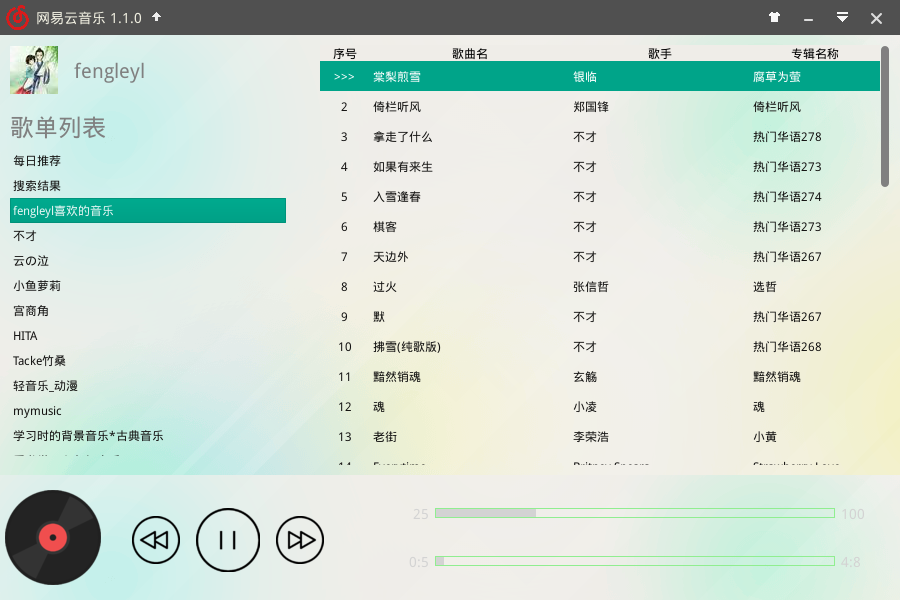 网易云音乐 1.1.0
fengleyl
歌单列表
每日推荐
搜索结果
fengleyl喜欢的音乐
不才
云の泣
小鱼萝莉
宫商角
HITA
Tacke竹桑
轻音乐_动漫
mymusic
学习时的背景音乐*古典音乐
序号 歌曲名 歌手 专辑名称
>>> 棠梨煎雪 银临 腐草为萤
2 倚栏听风 郑国锋 倚栏听风
3 拿走了什么 不才 热门华语278
4 如果有来生 不才 热门华语273
5 入雪逢春 不才 热门华语274
6 棋客 不才 热门华语273
7 天边外 不才 热门华语267
8 过火 张信哲 选哲
9 默 不才 热门华语267
10 拂雪(纯歌版) 不才 热门华语268
11 黯然销魂 玄觞 黯然销魂
12 魂 小凌 魂
13 老街 李荣浩 小黄
14 Everytime Britney Spears
25 100
0:5 4:8